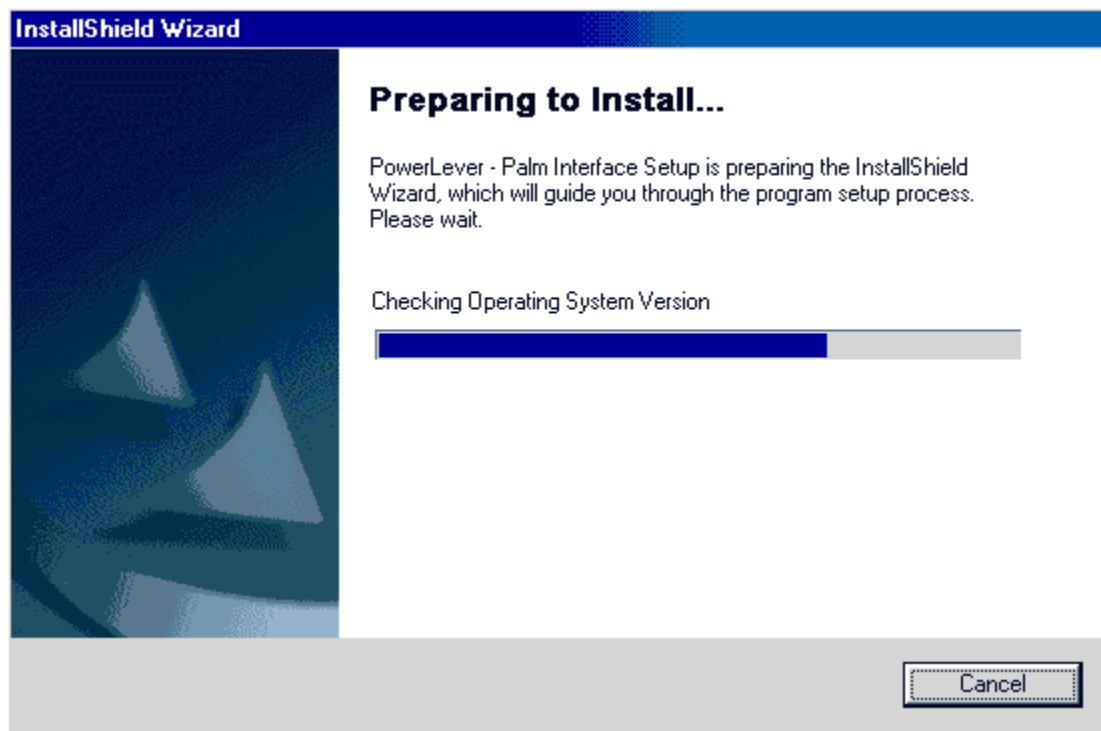 InstallShield Wizard
Preparing to Install...
PowerLever - Palm Interface Setup is preparing the InstallShield
Wizard, which will guide you through the program setup process.
Please wait.
Checking Operating System Version
Cancel